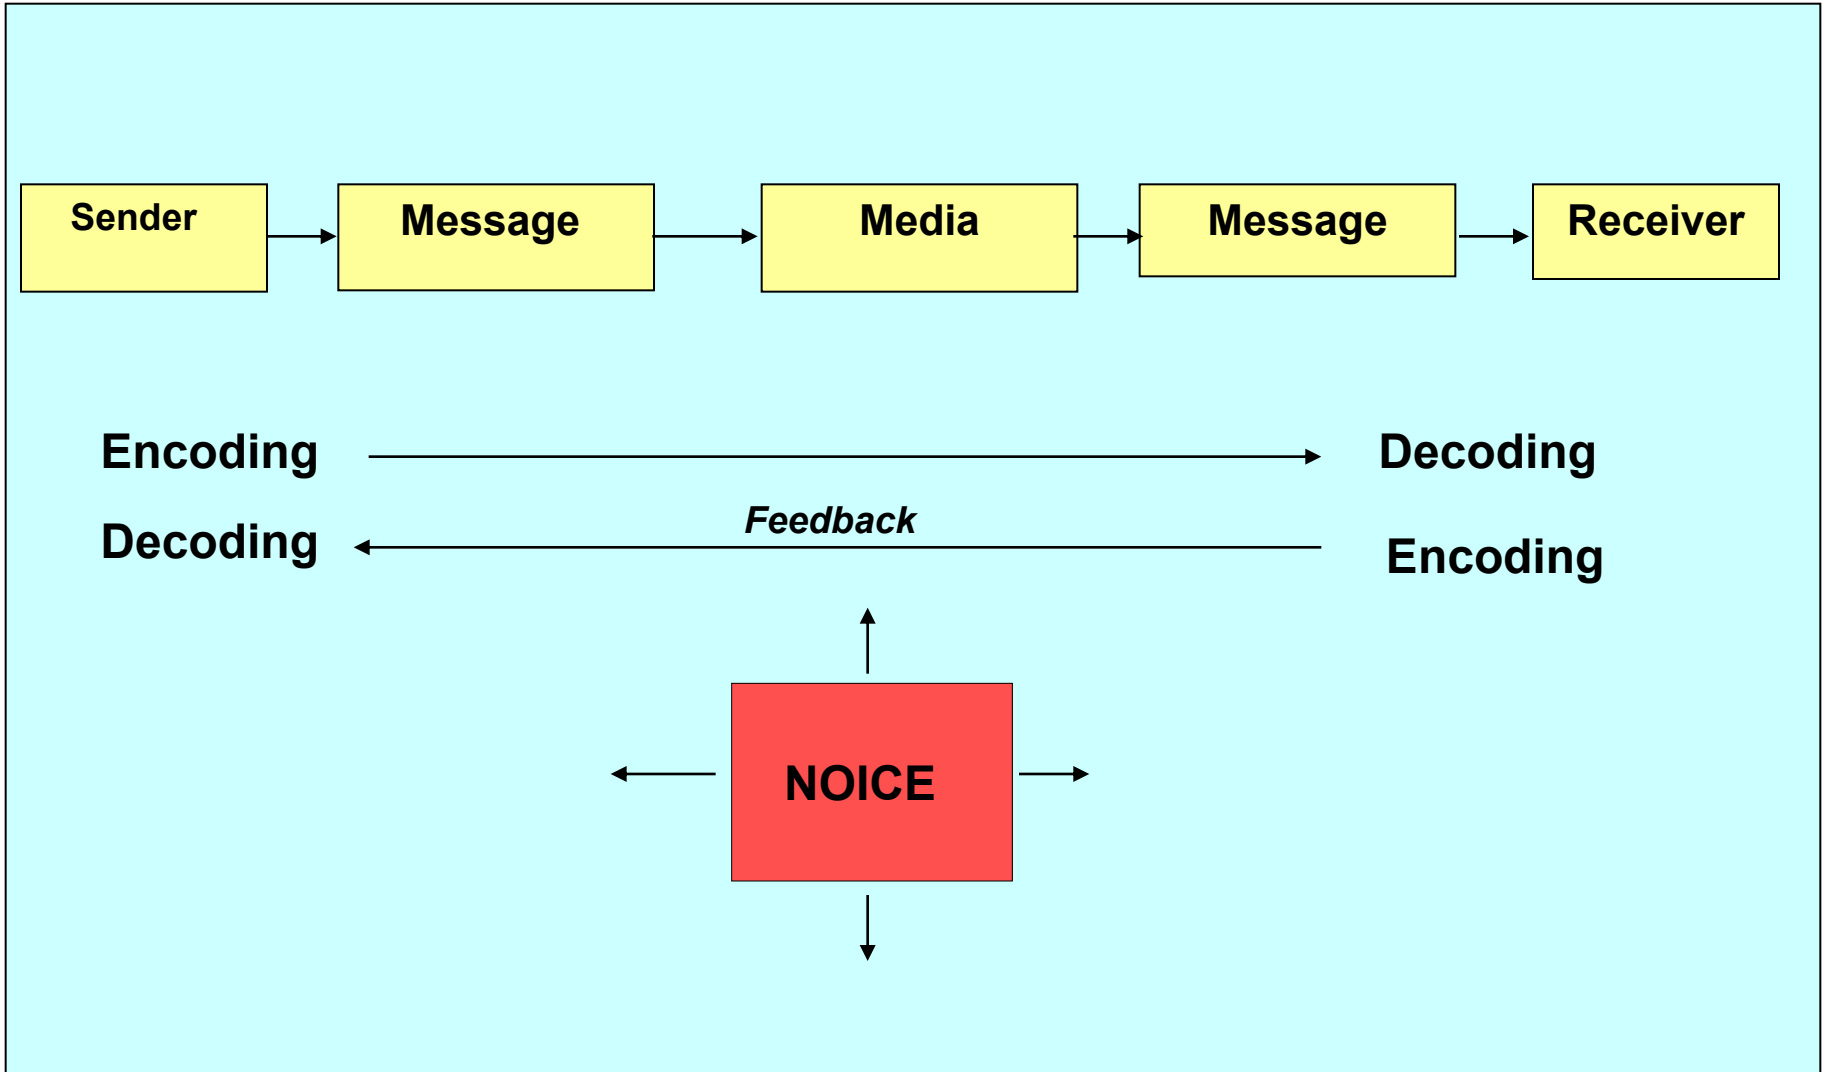 Sender
Message
Media
Message
Receiver
Encoding
Decoding
Feedback
Decoding
Encoding
NOICE